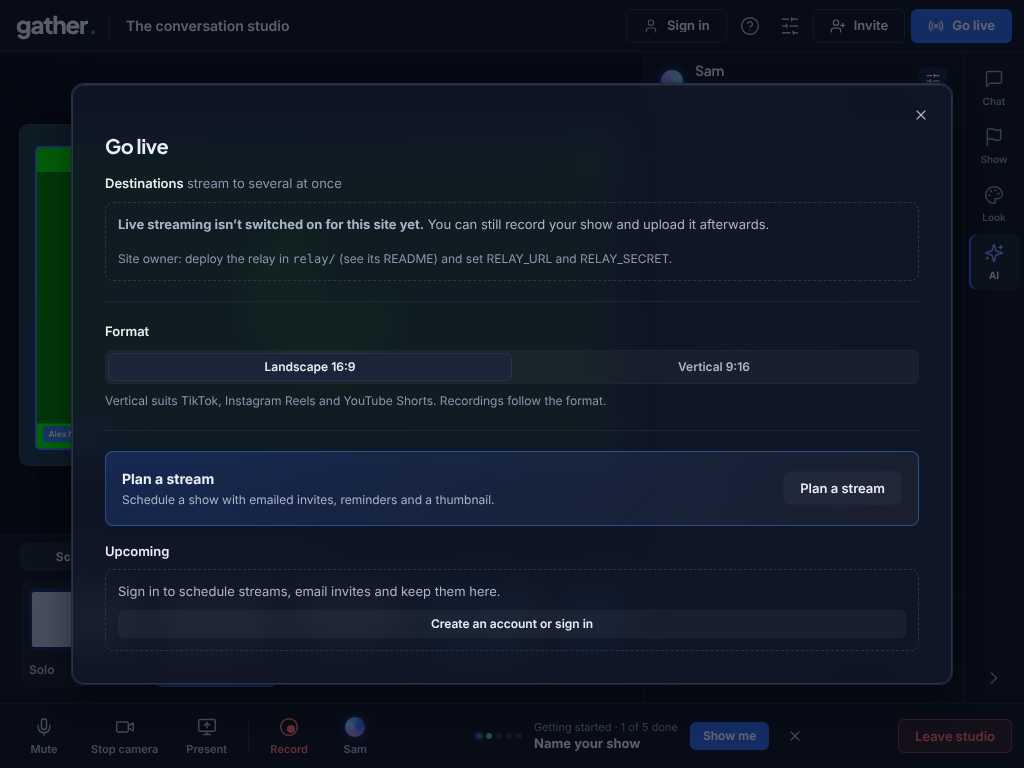 gather.
The conversation studio
Sign in
Invite
Go live
Sam
Chat
Show
Look
AI
Go live
Destinations stream to several at once
Live streaming isn't switched on for this site yet. You can still record your show and upload it afterwards.
Site owner: deploy the relay in relay/ (see its README) and set RELAY_URL and RELAY_SECRET.
Format
Landscape 16:9
Vertical 9:16
Vertical suits TikTok, Instagram Reels and YouTube Shorts. Recordings follow the format.
Plan a stream
Schedule a show with emailed invites, reminders and a thumbnail.
Plan a stream
Upcoming
Sign in to schedule streams, email invites and keep them here.
Create an account or sign in
Alex
Solo
Mute
Stop camera
Present
Record
Sam
Getting started · 1 of 5 done
Name your show
Show me
Leave studio